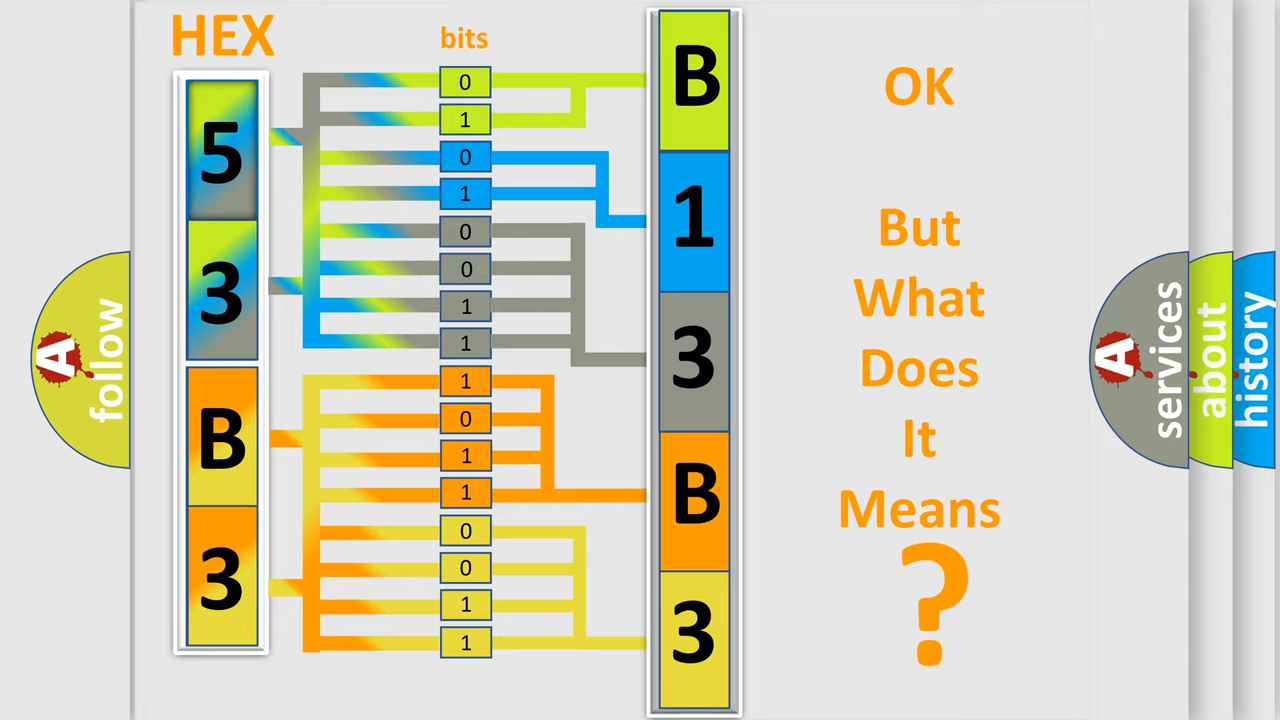 HEX
bits
5
3
B
3
0
1
0
1
0
0
1
1
1
0
1
1
0
0
1
1
B
1
3
B
3
OK
But
What
Does
It
Means
?
A
follow
A
services
about
history